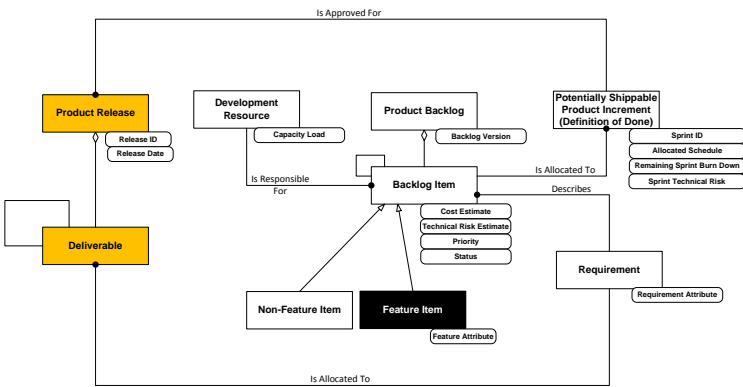 Is Approved For
Product Release
Release ID
Release Date
Development
Resource
Capacity Load
Product Backlog
Backlog Version
Potentially Shippable
Product Increment
(Definition of Done)
Sprint ID
Allocated Schedule
Remaining Sprint Burn Down
Sprint Technical Risk
Is Allocated To
Is Responsible
For
Backlog Item
Describes
Cost Estimate
Technical Risk Estimate
Priority
Status
Deliverable
Requirement
Requirement Attribute
Non-Feature Item
Feature Item
Feature Attribute
Is Allocated To